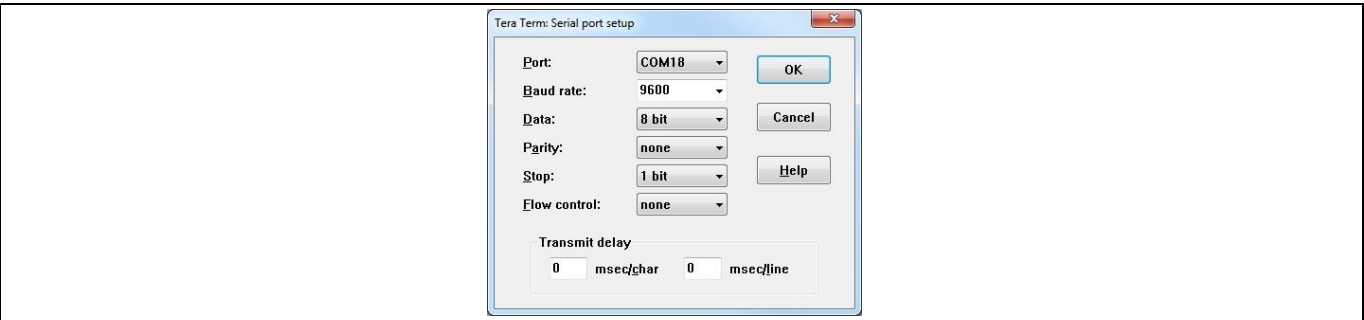 Tera Term: Serial port setup
Port: COM18 OK
Baud rate: 9600
Data: 8 bit Cancel
Parity: none
Stop: 1 bit Help
Flow control: none
Transmit delay
0 msec/char 0 msec/line